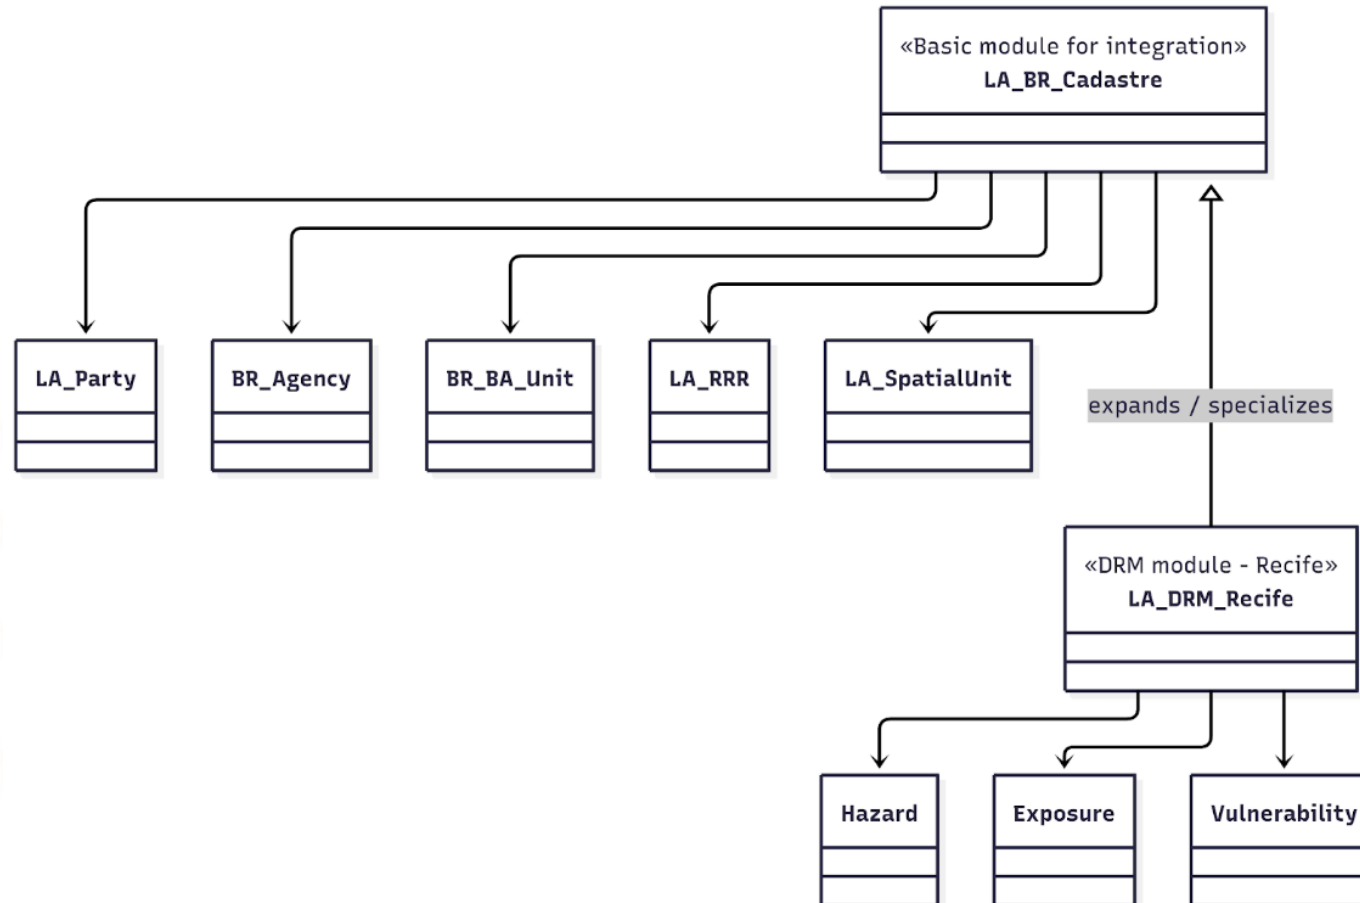 «Basic module for integration»
LA_BR_Cadastre
LA_Party
BR_Agency
BR_BA_Unit
LA_RRR
LA_SpatialUnit
expands / specializes
«DRM module - Recife»
LA_DRM_Recife
Hazard
Exposure
Vulnerability